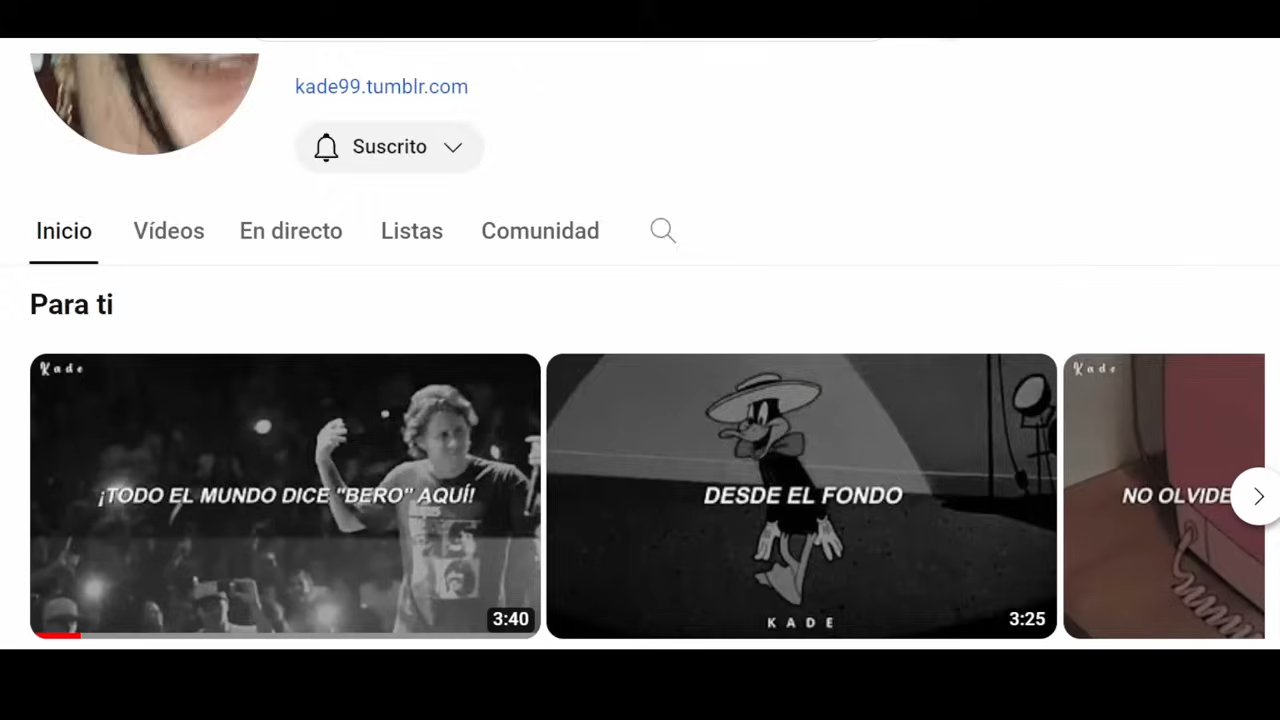 kade99.tumblr.com
Suscrito
Inicio Vídeos En directo Listas Comunidad
Para ti
Kade
¡TODO EL MUNDO DICE "BERO" AQUÍ!
3:40
DESDE EL FONDO
KADE
3:25
Kade
NO OLVIDE